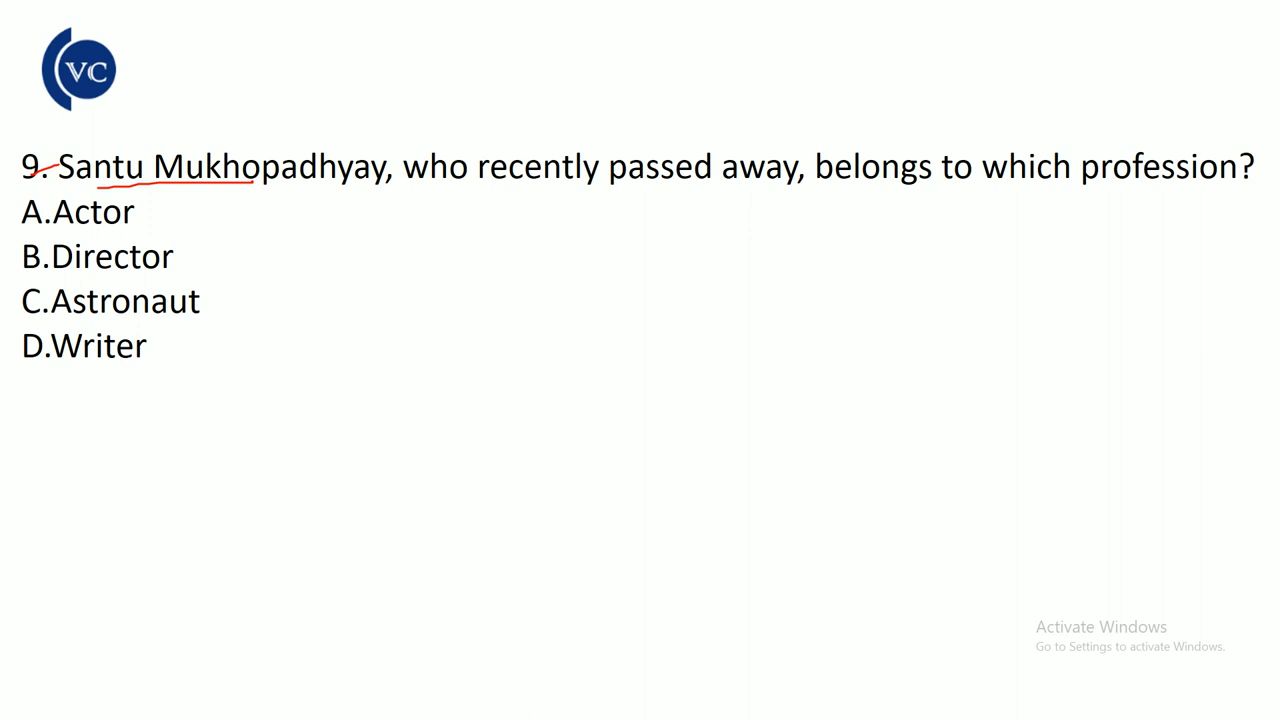 VC
9. Santu Mukhopadhyay, who recently passed away, belongs to which profession?
A.Actor
B.Director
C.Astronaut
D.Writer
Activate Windows
Go to Settings to activate Windows.